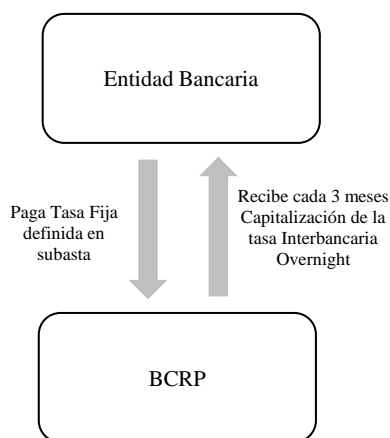 Entidad Bancaria
Paga Tasa Fija
definida en
subasta
Recibe cada 3 meses
Capitalización de la
tasa Interbancaria
Overnight
BCRP